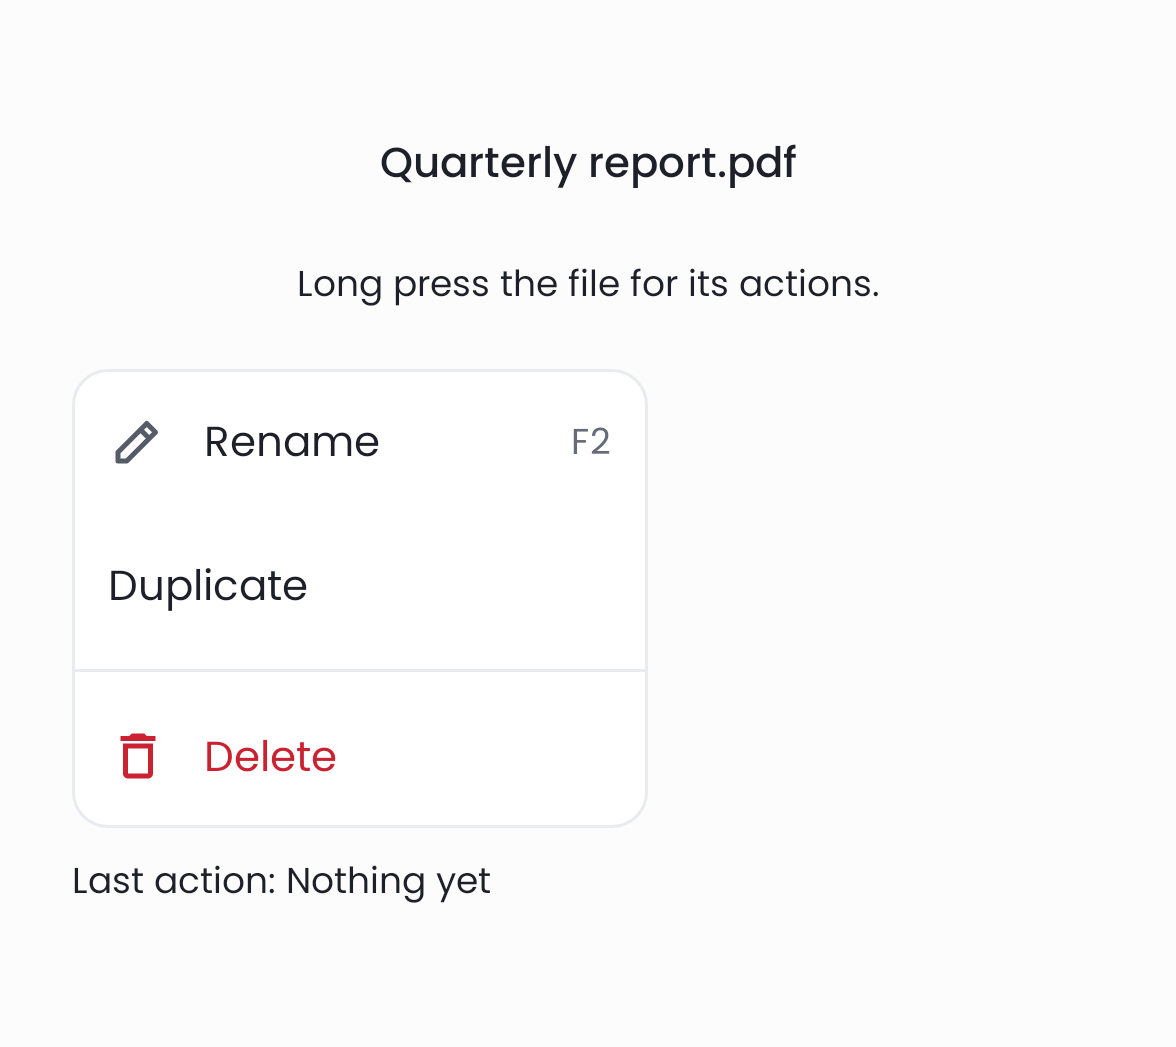 Quarterly report.pdf
Long press the file for its actions.
Rename F2
Duplicate
Delete
Last action: Nothing yet